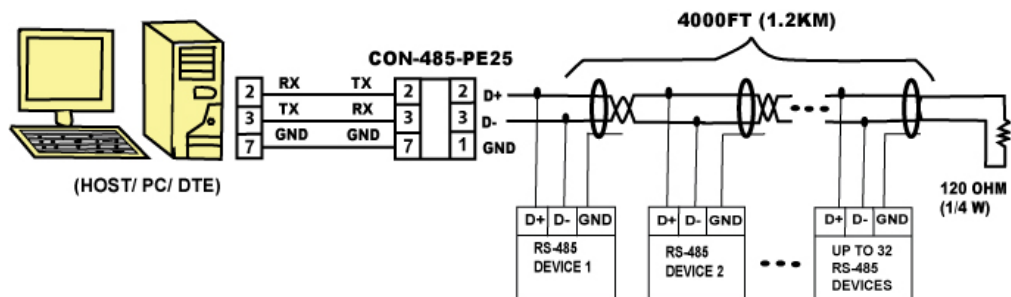 4000FT (1.2KM)
CON-485-PE25
2 RX TX 2 2 D+
3 TX RX 3 3 D-
7 GND GND 7 1 GND
(HOST/ PC/ DTE)
120 OHM
(1/4 W)
D+ D- GND
RS-485
DEVICE 1
D+ D- GND
RS-485
DEVICE 2
D+ D- GND
UP TO 32
RS-485
DEVICES